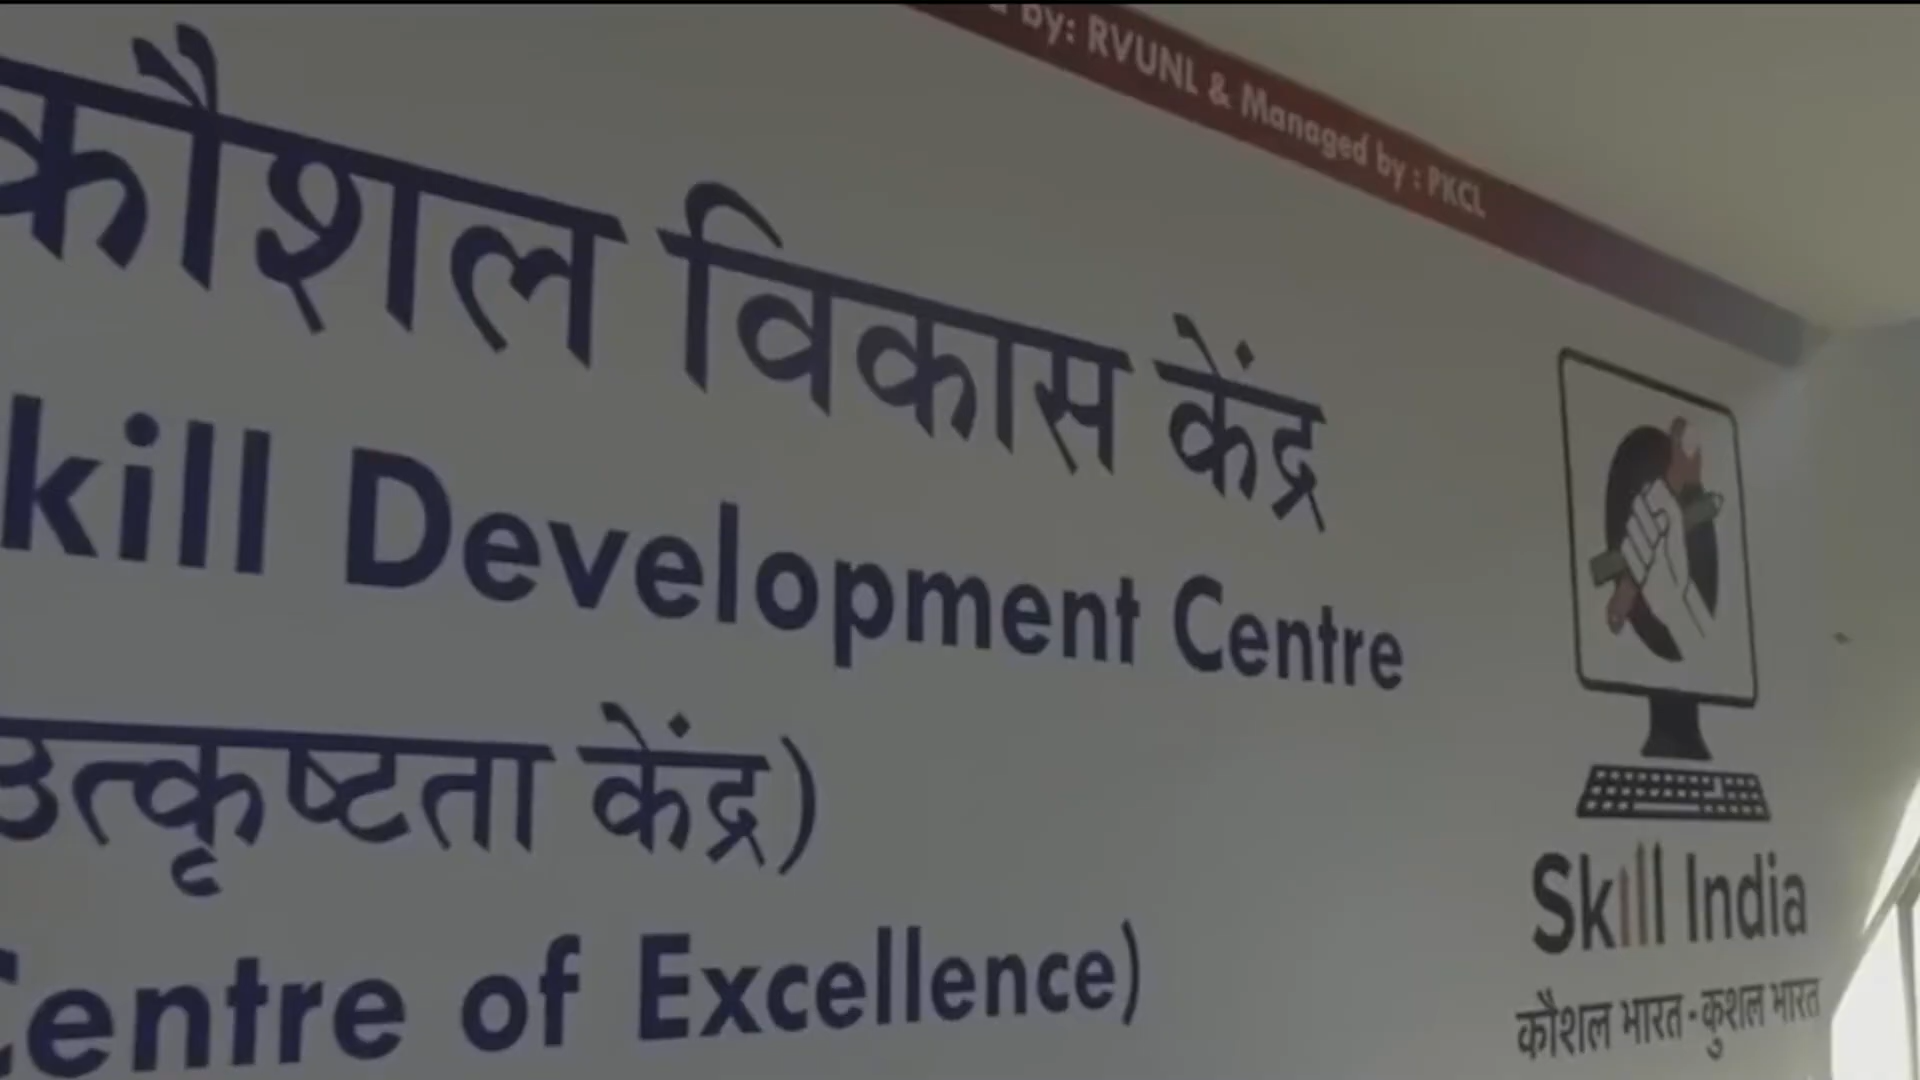 by: RVUNL & Managed by : PKCL
कौशल विकास केंद्र
kill Development Centre
उत्कृष्टता केंद्र)
Centre of Excellence)
Skill India
कौशल भारत - कुशल भारत